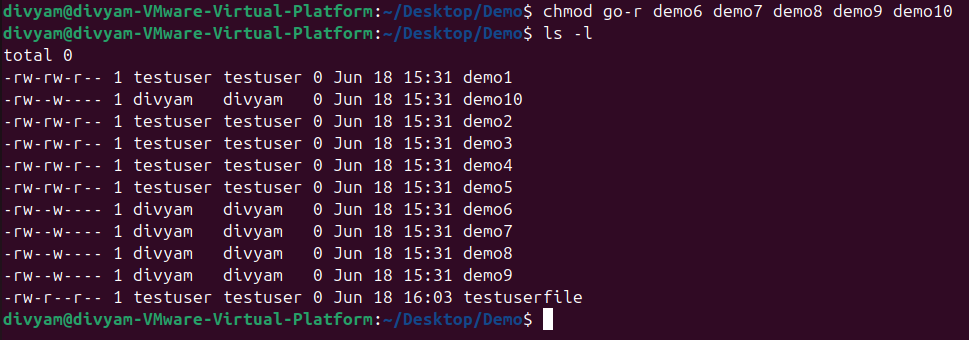 divyam@divyam-VMware-Virtual-Platform:~/Desktop/Demo$ chmod go-r demo6 demo7 demo8 demo9 demo10
divyam@divyam-VMware-Virtual-Platform:~/Desktop/Demo$ ls -l
total 0
-rw-rw-r-- 1 testuser testuser 0 Jun 18 15:31 demo1
-rw--w---- 1 divyam   divyam   0 Jun 18 15:31 demo10
-rw-rw-r-- 1 testuser testuser 0 Jun 18 15:31 demo2
-rw-rw-r-- 1 testuser testuser 0 Jun 18 15:31 demo3
-rw-rw-r-- 1 testuser testuser 0 Jun 18 15:31 demo4
-rw-rw-r-- 1 testuser testuser 0 Jun 18 15:31 demo5
-rw--w---- 1 divyam   divyam   0 Jun 18 15:31 demo6
-rw--w---- 1 divyam   divyam   0 Jun 18 15:31 demo7
-rw--w---- 1 divyam   divyam   0 Jun 18 15:31 demo8
-rw--w---- 1 divyam   divyam   0 Jun 18 15:31 demo9
-rw-r--r-- 1 testuser testuser 0 Jun 18 16:03 testuserfile
divyam@divyam-VMware-Virtual-Platform:~/Desktop/Demo$